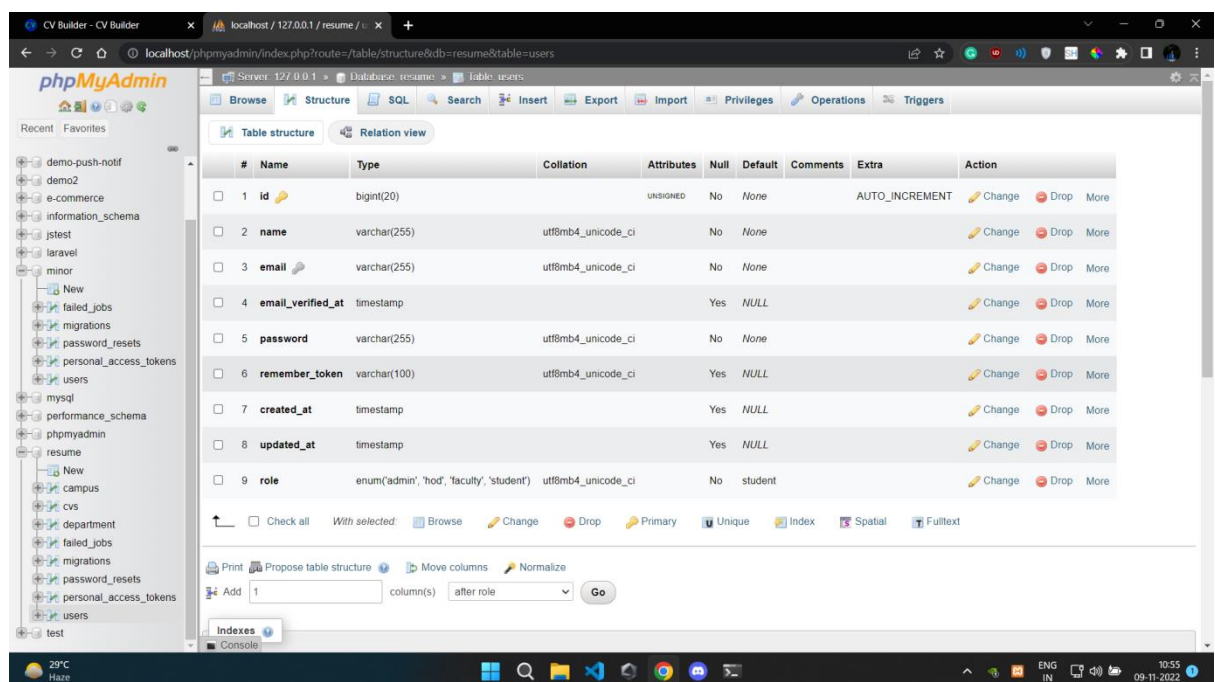 CV Builder - CV Builder
localhost / 127.0.0.1 / resume /
localhost/phpmyadmin/index.php?route=/table/structure&db=resume&table=users
phpMyAdmin
Recent Favorites
demo-push-notif
demo2
e-commerce
information_schema
jstest
laravel
minor
New
failed_jobs
migrations
password_resets
personal_access_tokens
users
mysql
performance_schema
phpmyadmin
resume
New
campus
cvs
department
failed_jobs
migrations
password_resets
personal_access_tokens
users
test
Server: 127.0.0.1 » Database: resume » Table: users
Browse Structure SQL Search Insert Export Import Privileges Operations Triggers
Table structure Relation view
# Name Type Collation Attributes Null Default Comments Extra Action
1 id bigint(20) UNSIGNED No None AUTO_INCREMENT Change Drop More
2 name varchar(255) utf8mb4_unicode_ci No None Change Drop More
3 email varchar(255) utf8mb4_unicode_ci No None Change Drop More
4 email_verified_at timestamp Yes NULL Change Drop More
5 password varchar(255) utf8mb4_unicode_ci No None Change Drop More
6 remember_token varchar(100) utf8mb4_unicode_ci Yes NULL Change Drop More
7 created_at timestamp Yes NULL Change Drop More
8 updated_at timestamp Yes NULL Change Drop More
9 role enum('admin', 'hod', 'faculty', 'student') utf8mb4_unicode_ci No student Change Drop More
Check all With selected: Browse Change Drop Primary Unique Index Spatial Fulltext
Print Propose table structure Move columns Normalize
Add 1 column(s) after role Go
Indexes
Console
29°C
Haze
ENG
IN
10:55
09-11-2022
1